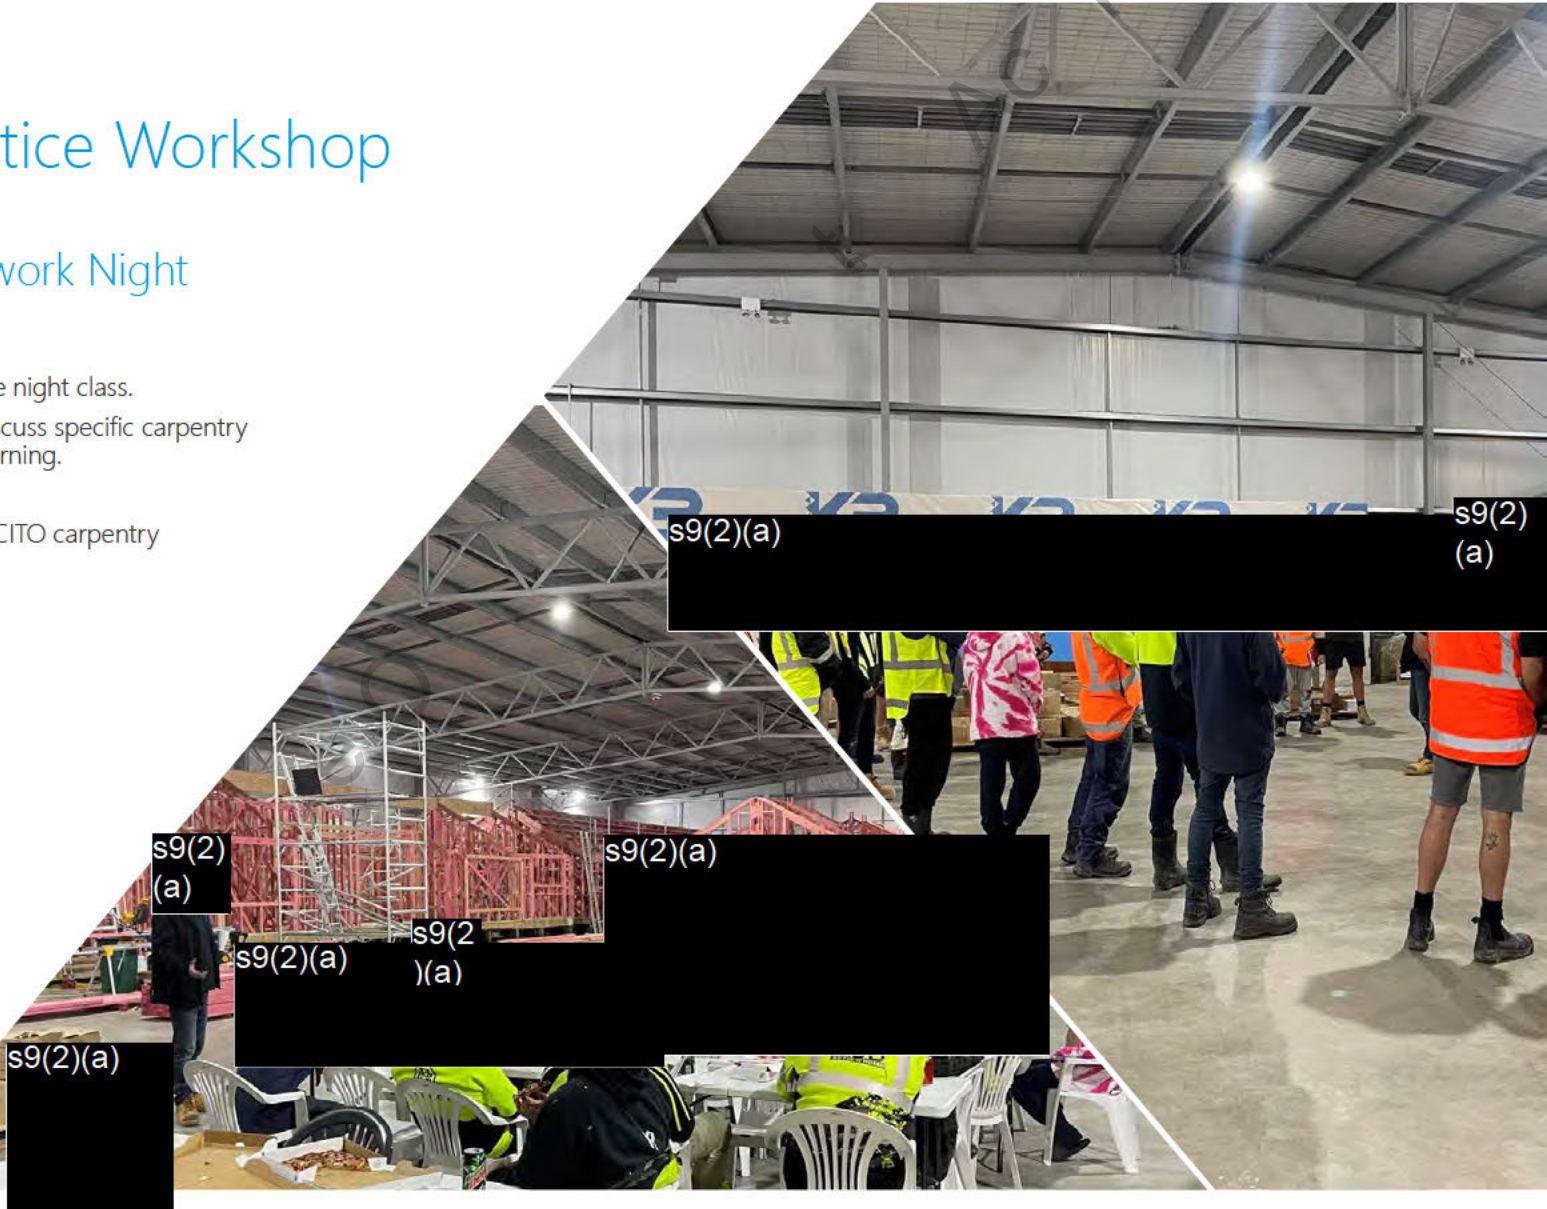 tice Workshop
work Night
e night class.
cuss specific carpentry
rning.
CITO carpentry
s9(2)(a)
s9(2)
(a)
s9(2)
(a)
s9(2)(a)
s9(2)(a)
s9(2
)(a)
s9(2)(a)